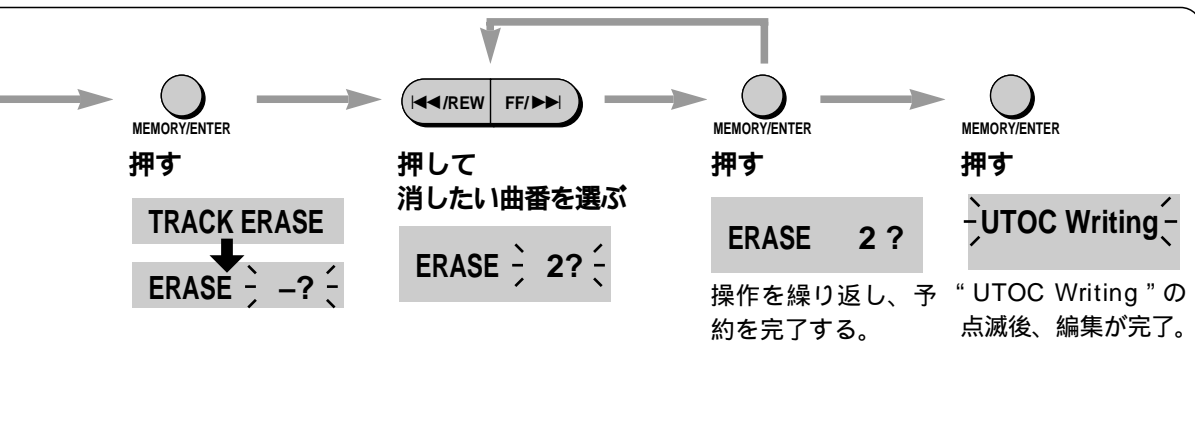 MEMORY/ENTER
押す
TRACK ERASE
ERASE –?
⏮/REW FF/⏭
押して
消したい曲番を選ぶ
ERASE 2?
MEMORY/ENTER
押す
ERASE 2 ?
操作を繰り返し、予
約を完了する。
MEMORY/ENTER
押す
UTOC Writing
“ UTOC Writing ” の
点滅後、編集が完了。